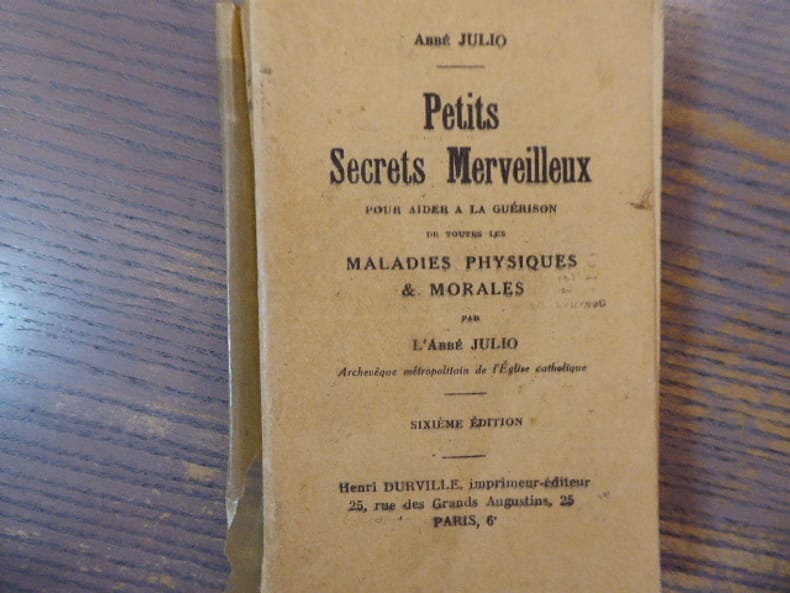 ABBÉ JULIO
Petits
Secrets Merveilleux
POUR AIDER A LA GUÉRISON
DE TOUTES LES
MALADIES PHYSIQUES
& MORALES
PAR
L'ABBÉ JULIO
Archevêque métropolitain de l'Église catholique
SIXIÈME ÉDITION
Henri DURVILLE, imprimeur-éditeur
25, rue des Grands Augustins, 25
PARIS, 6e